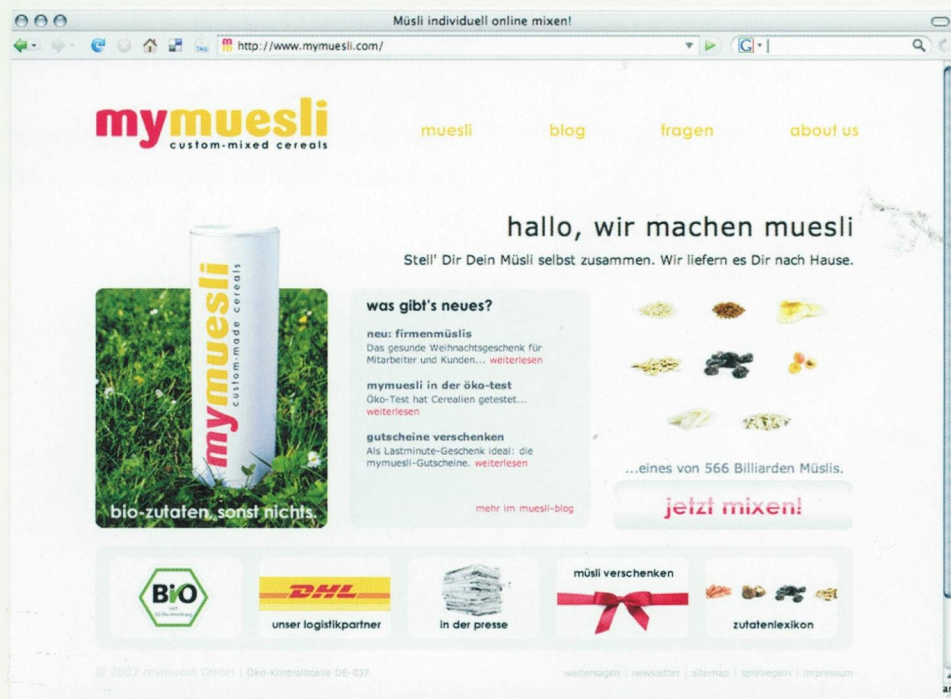 Müsli individuell online mixen!
TAG
http://www.mymuesli.com/
G
mymuesli
custom-mixed cereals
muesli blog fragen about us
hallo, wir machen muesli
Stell' Dir Dein Müsli selbst zusammen. Wir liefern es Dir nach Hause.
mymuesli
custom-made cereals
bio-zutaten, sonst nichts.
was gibt's neues?
neu: firmenmüslis
Das gesunde Weihnachtsgeschenk für
Mitarbeiter und Kunden... weiterlesen
mymuesli in der öko-test
Öko-Test hat Cerealien getestet...
weiterlesen
gutscheine verschenken
Als Lastminute-Geschenk ideal: die
mymuesli-Gutscheine. weiterlesen
mehr im muesli-blog
...eines von 566 Billiarden Müslis.
jetzt mixen!
BiO
DHL
unser logistikpartner
in der presse
müsli verschenken
zutatenlexikon
© 2007 mymuesli GmbH | Öko-Kontrollstelle DE-037
weitersagen | newsletter | sitemap | spielregeln | impressum